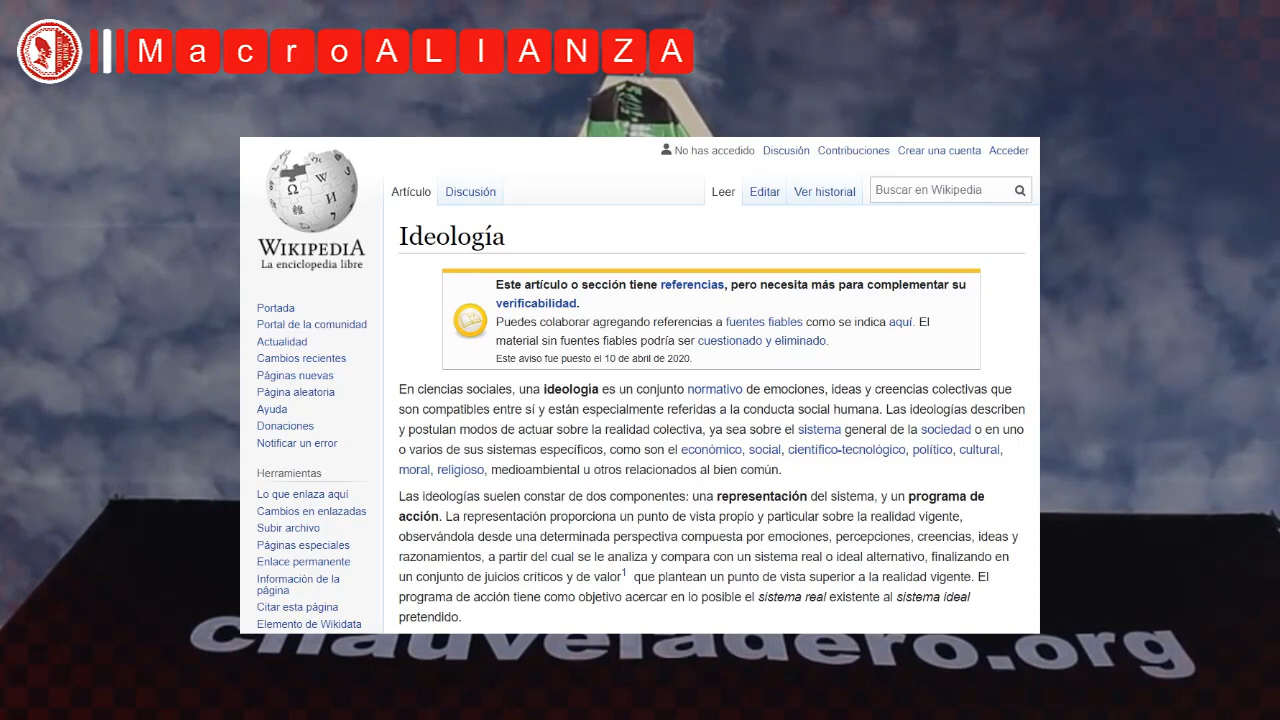 MacroALIANZA
No has accedido Discusión Contribuciones Crear una cuenta Acceder
Artículo Discusión Leer Editar Ver historial Buscar en Wikipedia
WIKIPEDIA
La enciclopedia libre
Portada
Portal de la comunidad
Actualidad
Cambios recientes
Páginas nuevas
Página aleatoria
Ayuda
Donaciones
Notificar un error
Herramientas
Lo que enlaza aquí
Cambios en enlazadas
Subir archivo
Páginas especiales
Enlace permanente
Información de la
página
Citar esta página
Elemento de Wikidata
Ideología
Este artículo o sección tiene referencias, pero necesita más para complementar su
verificabilidad.
Puedes colaborar agregando referencias a fuentes fiables como se indica aquí. El
material sin fuentes fiables podría ser cuestionado y eliminado.
Este aviso fue puesto el 10 de abril de 2020.
En ciencias sociales, una ideología es un conjunto normativo de emociones, ideas y creencias colectivas que
son compatibles entre sí y están especialmente referidas a la conducta social humana. Las ideologías describen
y postulan modos de actuar sobre la realidad colectiva, ya sea sobre el sistema general de la sociedad o en uno
o varios de sus sistemas específicos, como son el económico, social, científico-tecnológico, político, cultural,
moral, religioso, medioambiental u otros relacionados al bien común.
Las ideologías suelen constar de dos componentes: una representación del sistema, y un programa de
acción. La representación proporciona un punto de vista propio y particular sobre la realidad vigente,
observándola desde una determinada perspectiva compuesta por emociones, percepciones, creencias, ideas y
razonamientos, a partir del cual se le analiza y compara con un sistema real o ideal alternativo, finalizando en
un conjunto de juicios críticos y de valor1 que plantean un punto de vista superior a la realidad vigente. El
programa de acción tiene como objetivo acercar en lo posible el sistema real existente al sistema ideal
pretendido.
chauveladero.org